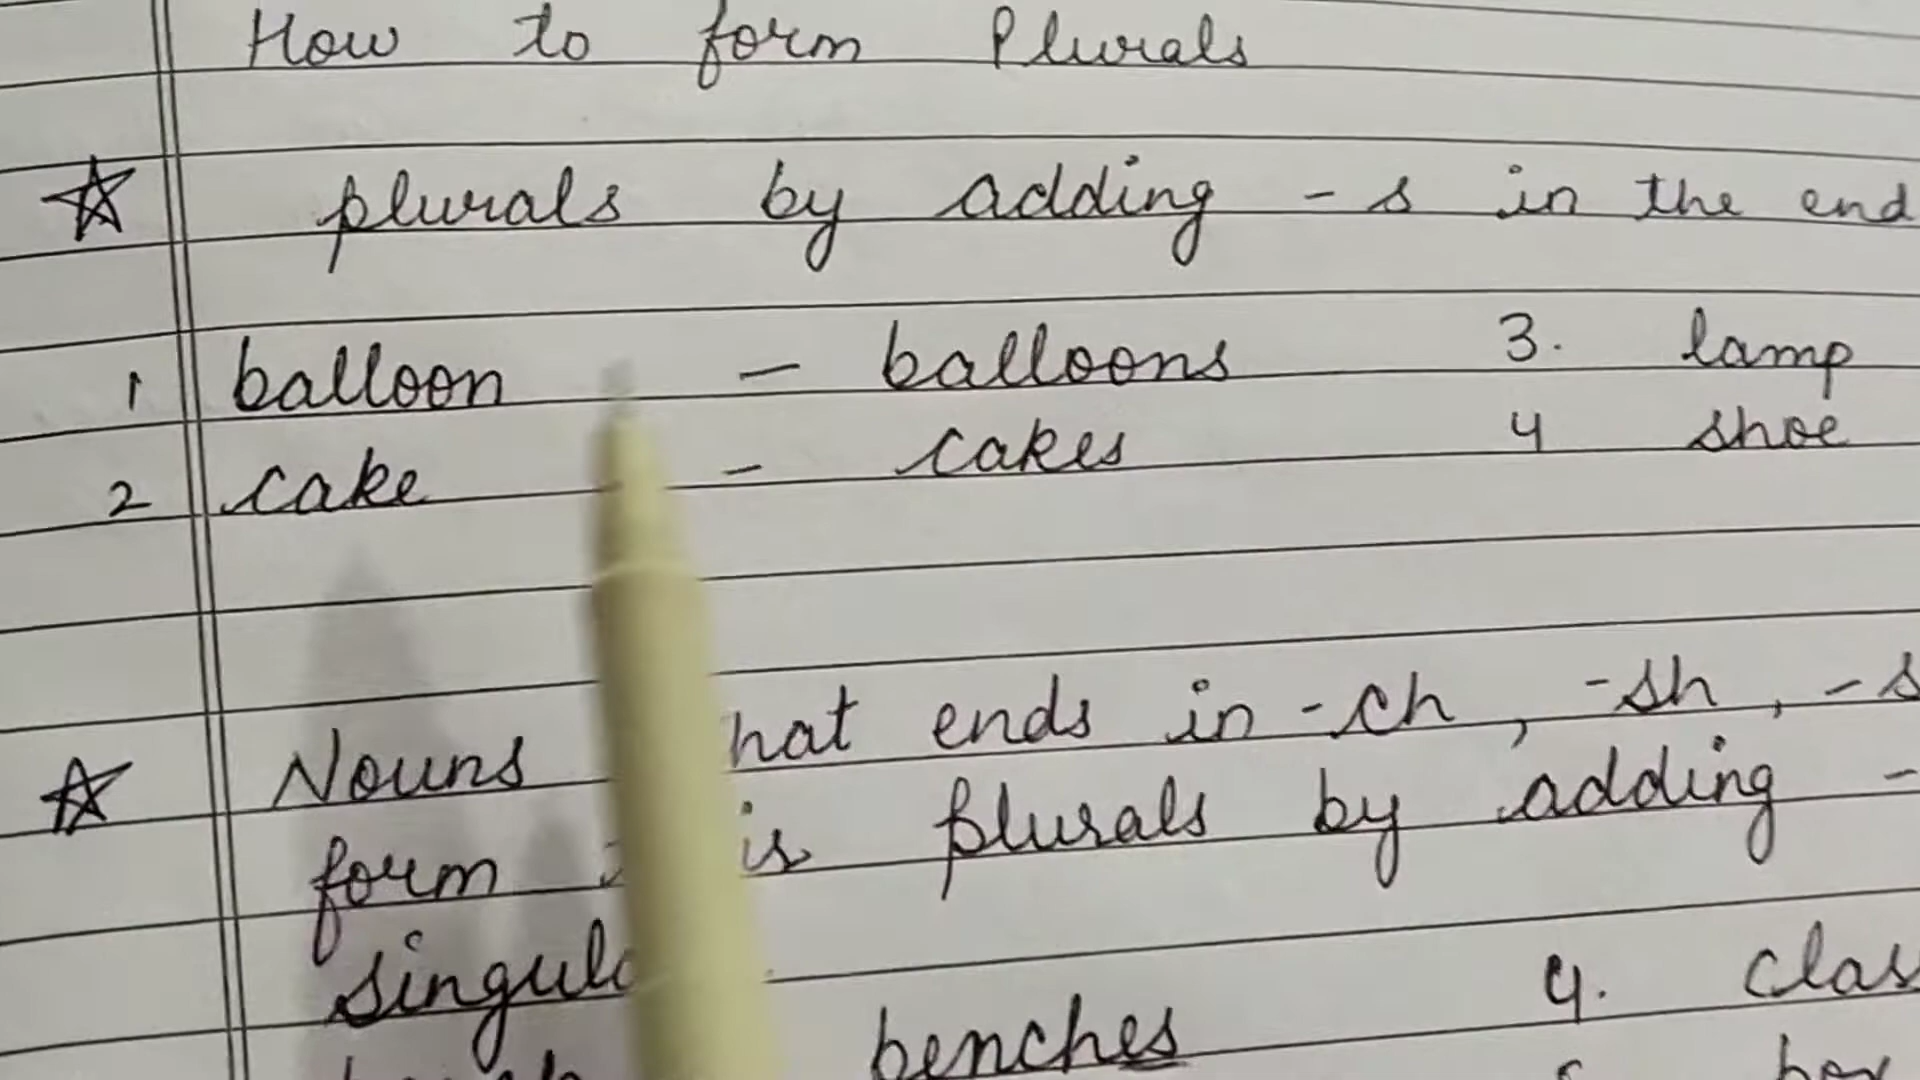 How to form Plurals
☆ plurals by adding - s in the end
1 balloon - balloons 3. lamp
2 cake - cakes 4 shoe
☆ Nouns hat ends in - ch, - sh, - s
form is plurals by adding -
singula
benches 4. clas